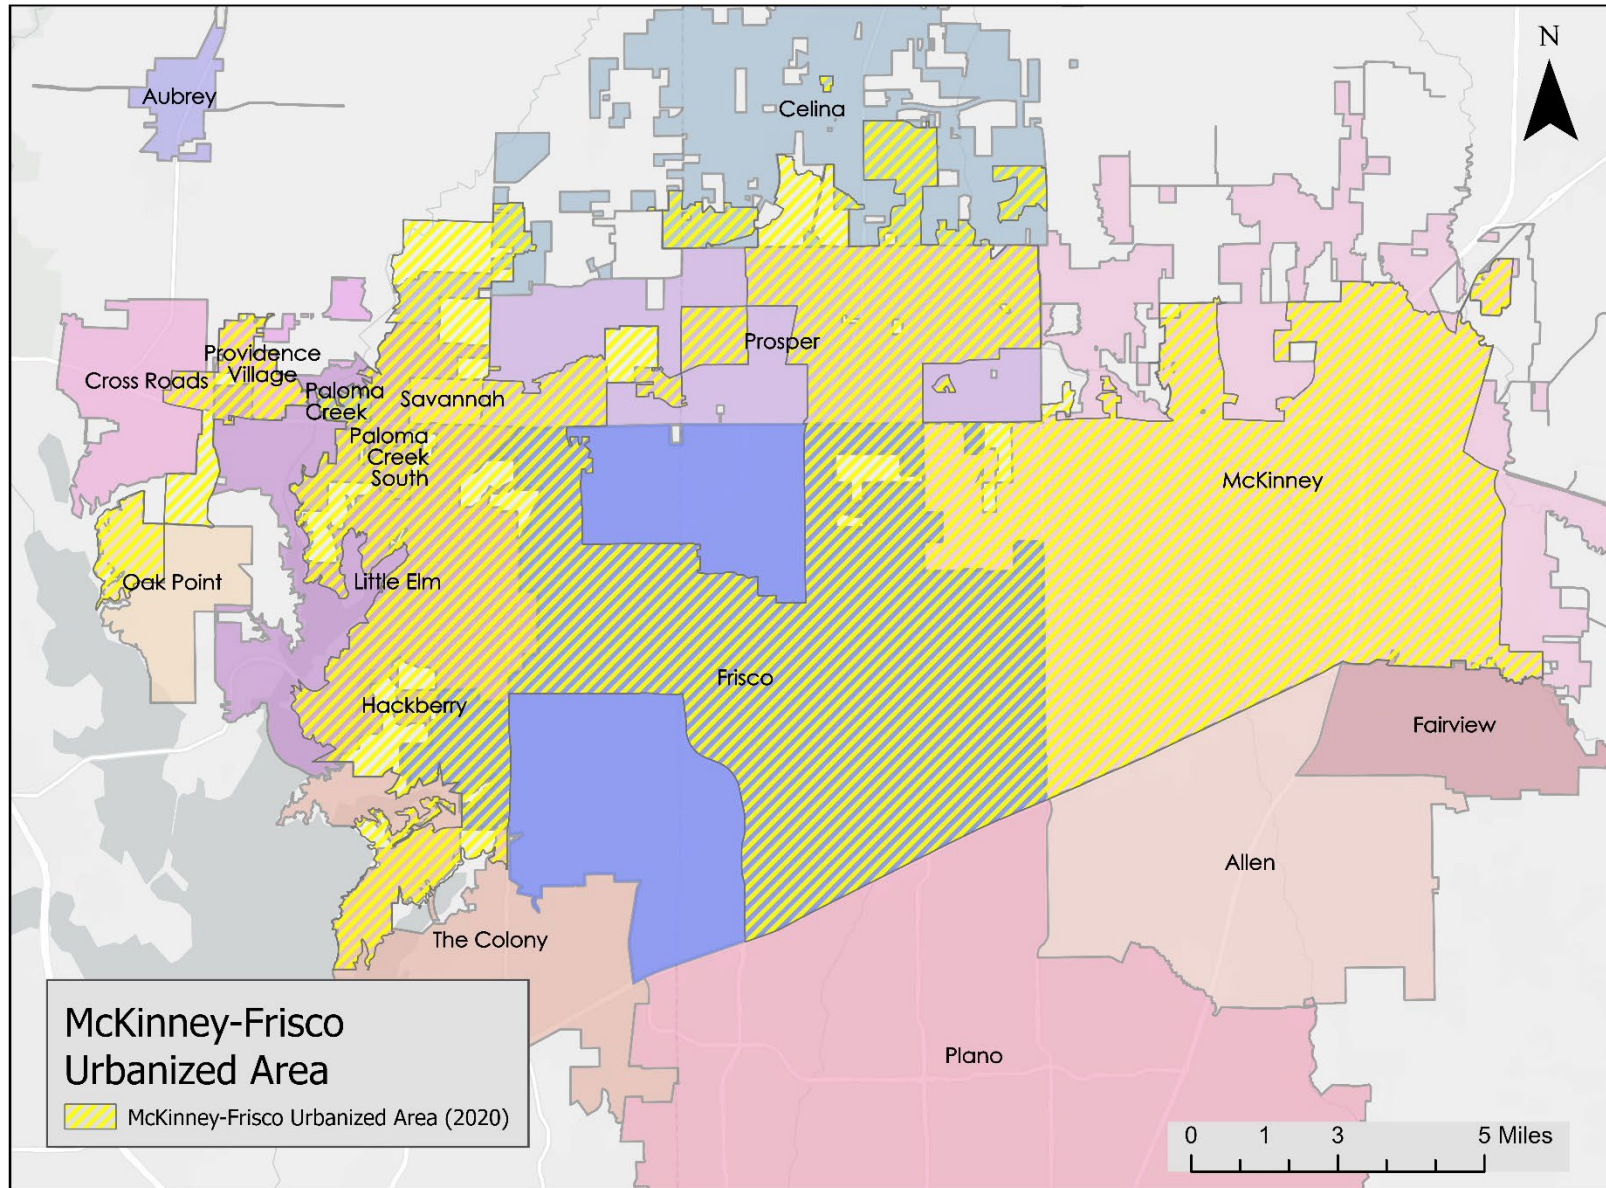 N
Aubrey
Celina
Providence
Village
Prosper
Cross Roads
Paloma
Creek
Savannah
Paloma
Creek
South
McKinney
Oak Point
Little Elm
Frisco
Hackberry
Fairview
Allen
The Colony
Plano
McKinney-Frisco
Urbanized Area
McKinney-Frisco Urbanized Area (2020)
0 1 3 5 Miles